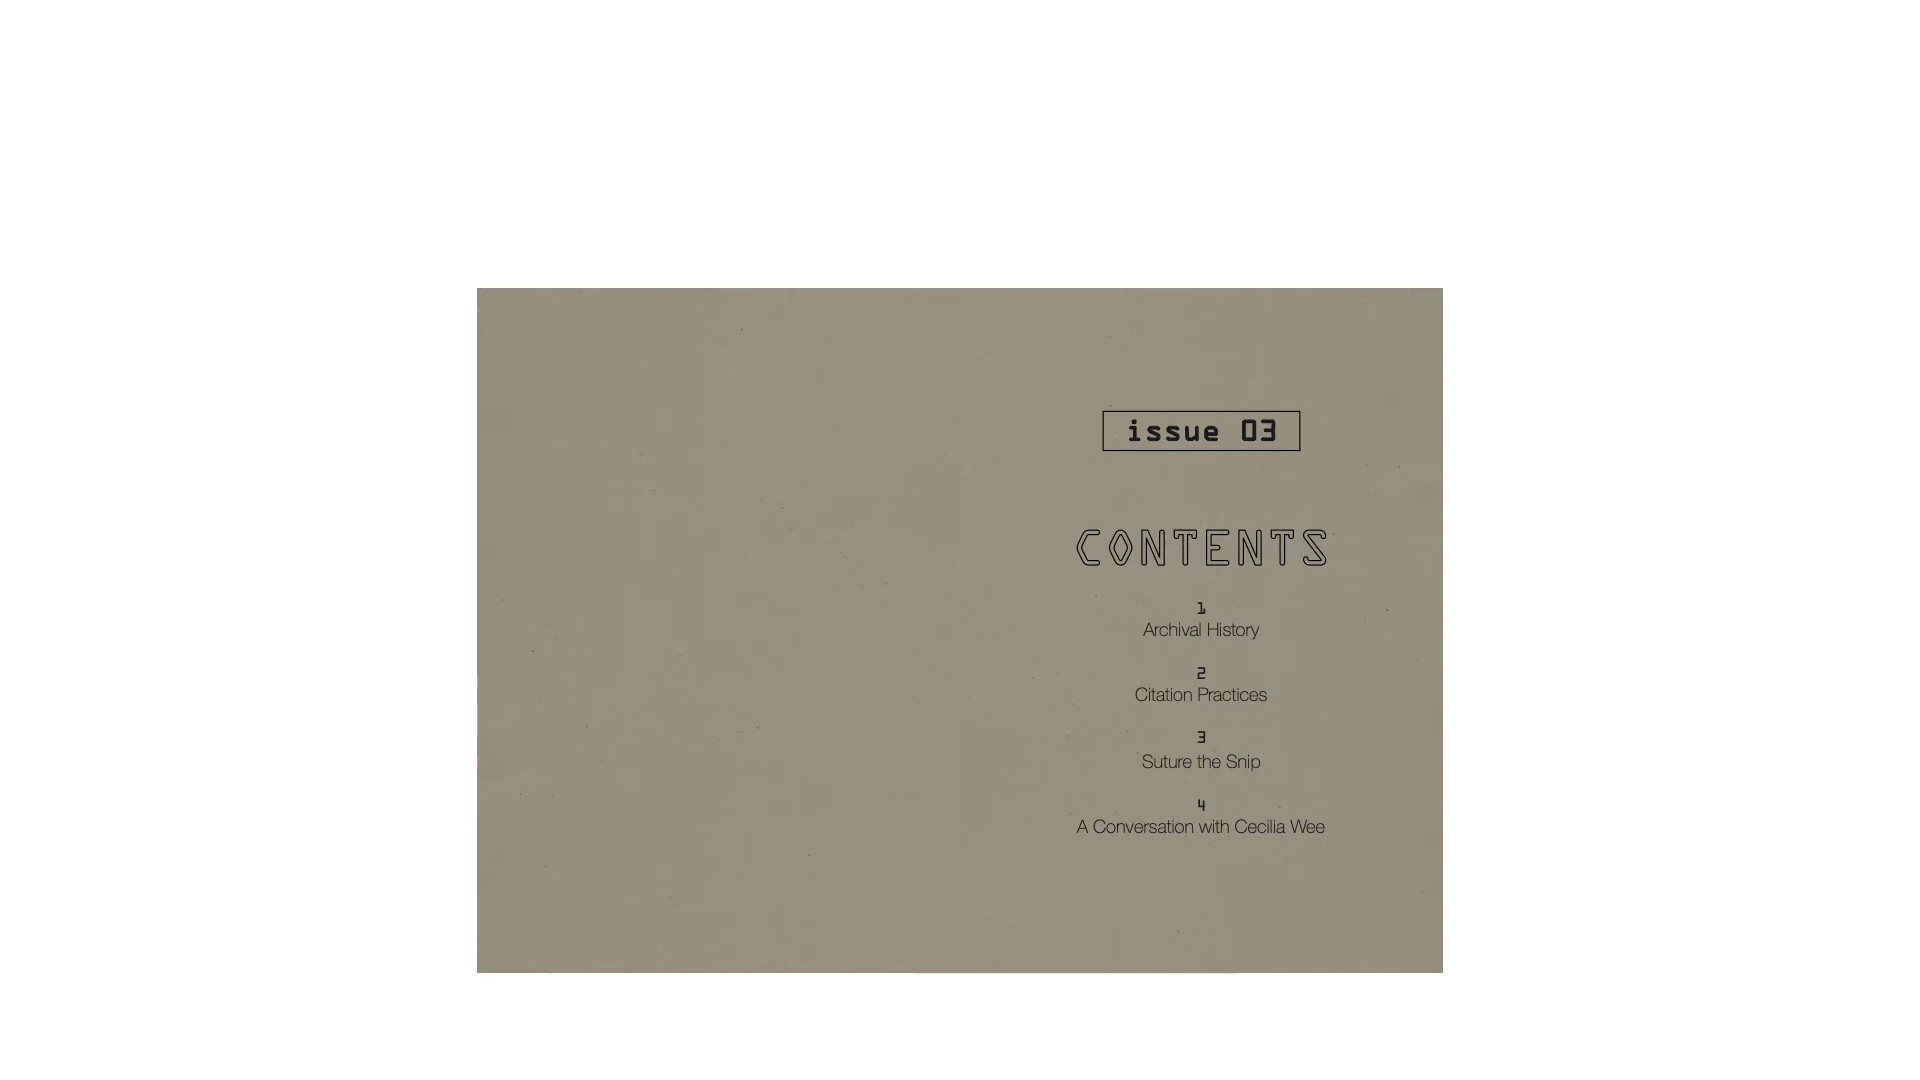 issue 03
CONTENTS
1
Archival History
2
Citation Practices
3
Suture the Snip
4
A Conversation with Cecilia Wee